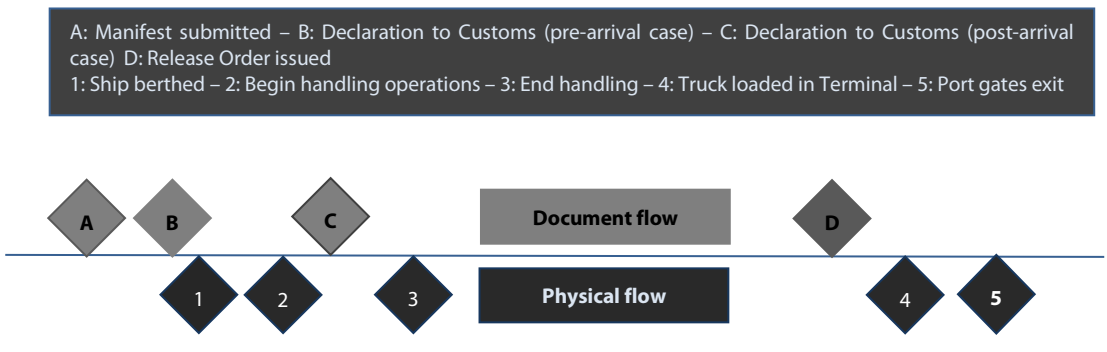 A: Manifest submitted – B: Declaration to Customs (pre-arrival case) – C: Declaration to Customs (post-arrival
case) D: Release Order issued
1: Ship berthed – 2: Begin handling operations – 3: End handling – 4: Truck loaded in Terminal – 5: Port gates exit
A B C Document flow D
1 2 3 Physical flow 4 5